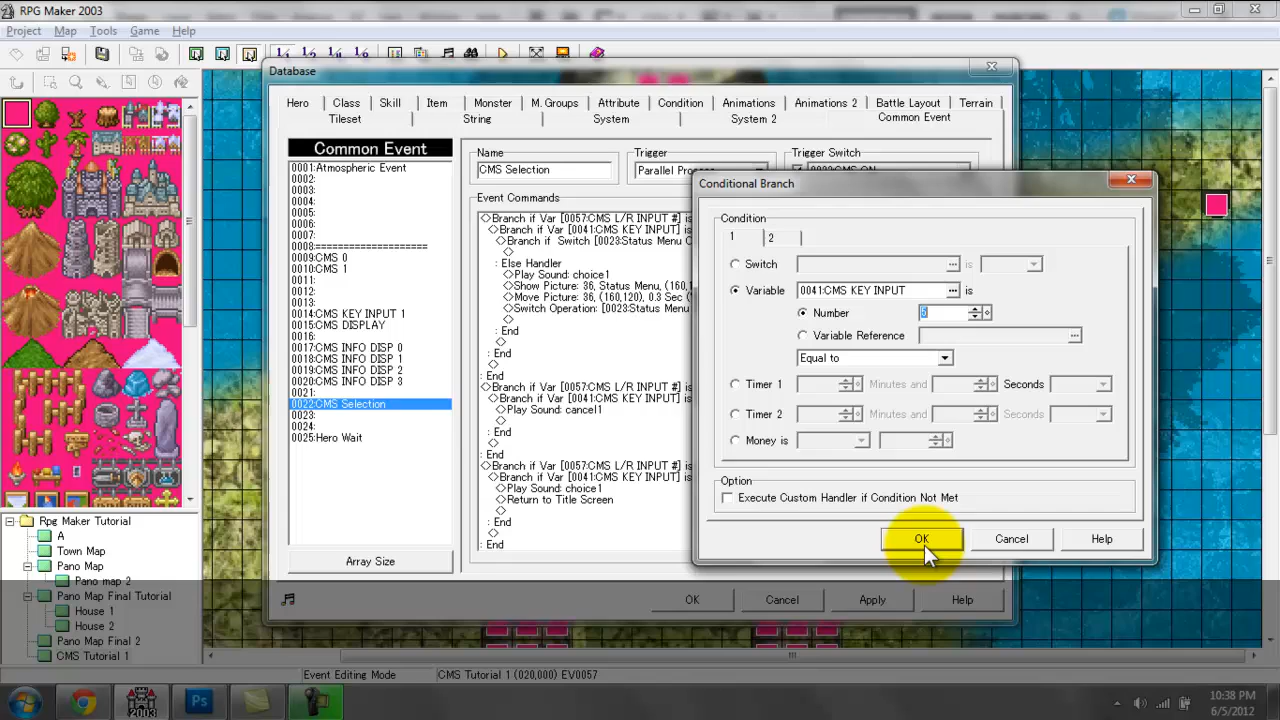 RPG Maker 2003
Project Map Tools Game Help
Database
Hero Class Skill Item Monster M. Groups Attribute Condition Animations Animations 2 Battle Layout Terrain
Tileset String System System 2 Common Event
Common Event
0001:Atmospheric Event
0002:
0003:
0004:
0005:
0006:
0007:
0008:====================
0009:CMS 0
0010:CMS 1
0011:
0012:
0013:
0014:CMS KEY INPUT 1
0015:CMS DISPLAY
0016:
0017:CMS INFO DISP 0
0018:CMS INFO DISP 1
0019:CMS INFO DISP 2
0020:CMS INFO DISP 3
0021:
0022:CMS Selection
0023:
0024:
0025:Hero Wait
Array Size
Name
CMS Selection
Trigger
Parallel Process
Trigger Switch
Event Commands
◇Branch if Var [0057:CMS L/R INPUT #] is
◇Branch if Var [0041:CMS KEY INPUT] is
◇Branch if Switch [0023:Status Menu O
◇
: Else Handler
◇Play Sound: choice1
◇Show Picture: 36, Status Menu, (160,
◇Move Picture: 36, (160,120), 0.3 Sec (
◇Switch Operation: [0023:Status Menu
◇
: End
◇
: End
◇
: End
◇Branch if Var [0057:CMS L/R INPUT #] is
◇Branch if Var [0041:CMS KEY INPUT] is
◇Play Sound: cancel1
◇
: End
◇
: End
◇Branch if Var [0057:CMS L/R INPUT #] is
◇Branch if Var [0041:CMS KEY INPUT] is
◇Play Sound: choice1
◇Return to Title Screen
◇
: End
◇
: End
OK Cancel Apply Help
Conditional Branch
Condition
1 2
Switch is
Variable 0041:CMS KEY INPUT is
Number
Variable Reference
Equal to
Timer 1 Minutes and Seconds
Timer 2 Minutes and Seconds
Money is
Option
Execute Custom Handler if Condition Not Met
OK Cancel Help
Rpg Maker Tutorial
A
Town Map
Pano Map
Pano map 2
Pano Map Final Tutorial
House 1
House 2
Pano Map Final 2
CMS Tutorial 1
Event Editing Mode CMS Tutorial 1 (020,000) EV0057
2003
Ps
10:38 PM
6/5/2012